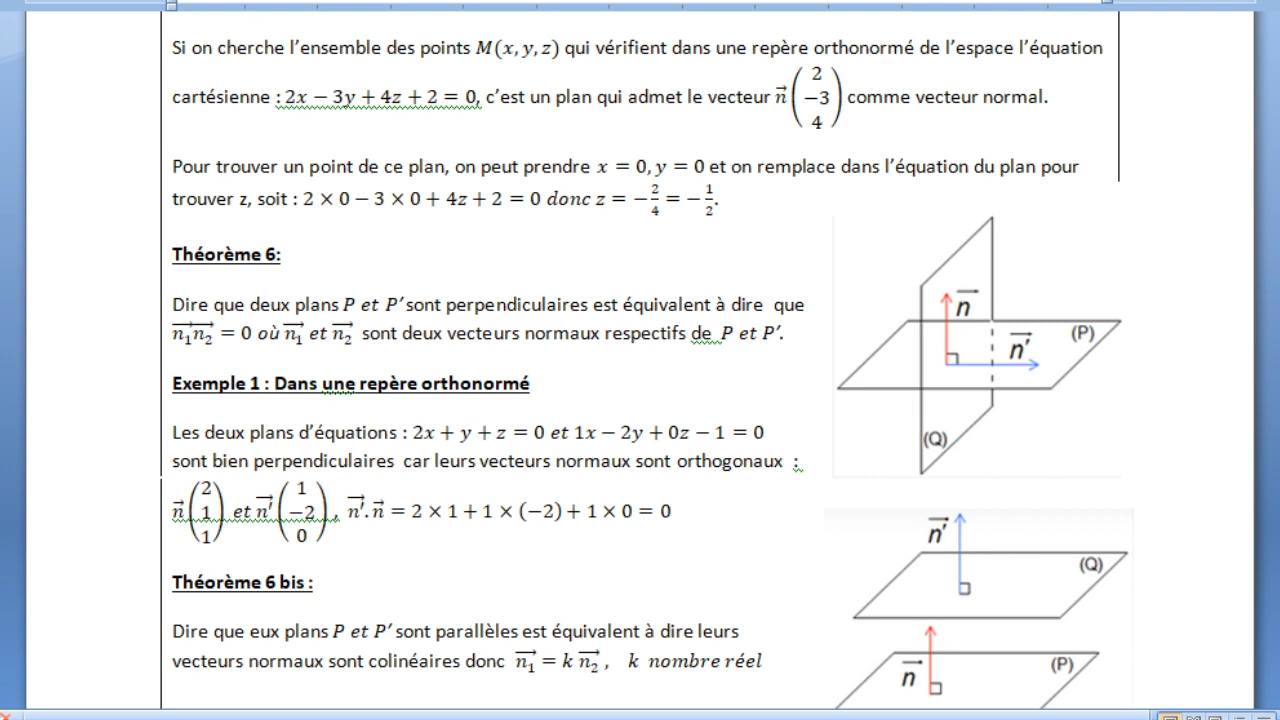 Si on cherche l'ensemble des points M(x, y, z) qui vérifient dans une repère orthonormé de l'espace l'équation
cartésienne : 2x − 3y + 4z + 2 = 0, c'est un plan qui admet le vecteur n⃗ (2 −3 4) comme vecteur normal.
Pour trouver un point de ce plan, on peut prendre x = 0, y = 0 et on remplace dans l'équation du plan pour
trouver z, soit : 2 × 0 − 3 × 0 + 4z + 2 = 0 donc z = −2/4 = −1/2.
Théorème 6:
Dire que deux plans P et P' sont perpendiculaires est équivalent à dire que
n₁n₂⃗ = 0 où n₁⃗ et n₂⃗ sont deux vecteurs normaux respectifs de P et P'.
Exemple 1 : Dans une repère orthonormé
Les deux plans d'équations : 2x + y + z = 0 et 1x − 2y + 0z − 1 = 0
sont bien perpendiculaires car leurs vecteurs normaux sont orthogonaux :
n⃗ (2 1 1) et n'⃗ (1 −2 0) , n'⃗. n⃗ = 2 × 1 + 1 × (−2) + 1 × 0 = 0
Théorème 6 bis :
Dire que eux plans P et P' sont parallèles est équivalent à dire leurs
vecteurs normaux sont colinéaires donc n₁⃗ = k n₂⃗ , k nombre réel
n⃗
n'⃗
(P)
(Q)
n'⃗
(Q)
n⃗
(P)